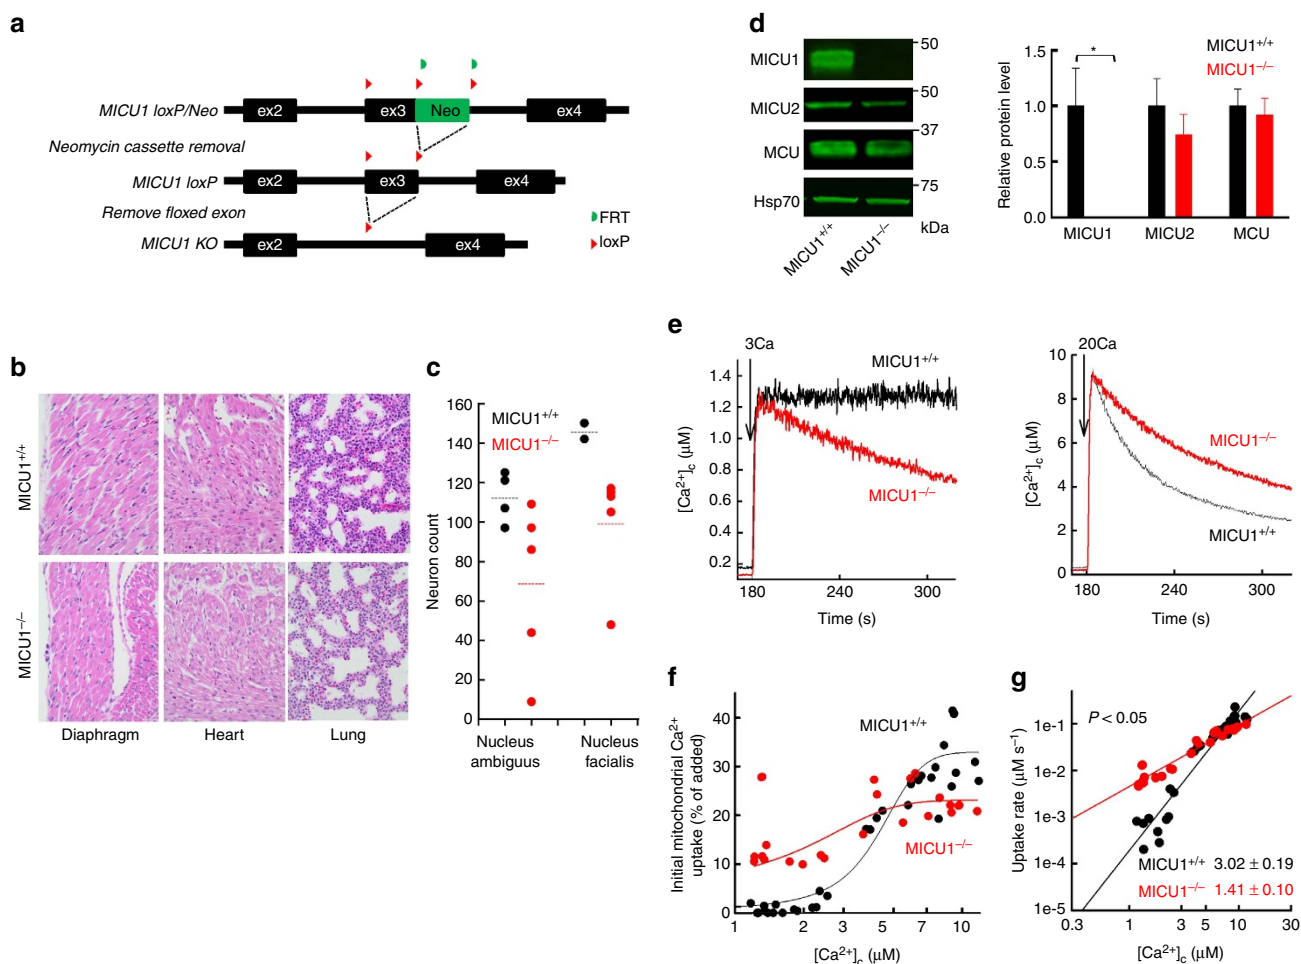 a
MICU1 loxP/Neo
ex2
ex3
Neo
ex4
Neomycin cassette removal
MICU1 loxP
ex2
ex3
ex4
Remove floxed exon
MICU1 KO
ex2
ex4
FRT
loxP
b
MICU1+/+
MICU1–/–
Diaphragm
Heart
Lung
c
Neuron count
160
140
120
100
80
60
40
20
0
MICU1+/+
MICU1–/–
Nucleus
ambiguus
Nucleus
facialis
d
MICU1
MICU2
MCU
Hsp70
50
50
37
75
kDa
MICU1+/+
MICU1–/–
Relative protein level
1.5
1.0
0.5
0.0
*
MICU1+/+
MICU1–/–
MICU1
MICU2
MCU
e
3Ca
[Ca2+]c (μM)
1.4
1.2
1.0
0.8
0.6
0.4
0.2
MICU1+/+
MICU1–/–
180
240
300
Time (s)
20Ca
[Ca2+]c (μM)
10
8
6
4
2
0
MICU1–/–
MICU1+/+
180
240
300
Time (s)
f
Initial mitochondrial Ca2+
uptake (% of added)
40
30
20
10
0
MICU1+/+
MICU1–/–
1
2
3
5
7
10
[Ca2+]c (μM)
g
Uptake rate (μM s–1)
P < 0.05
1e-1
1e-2
1e-3
1e-4
1e-5
MICU1+/+ 3.02 ± 0.19
MICU1–/– 1.41 ± 0.10
0.3
1
3
5
10
30
[Ca2+]c (μM)